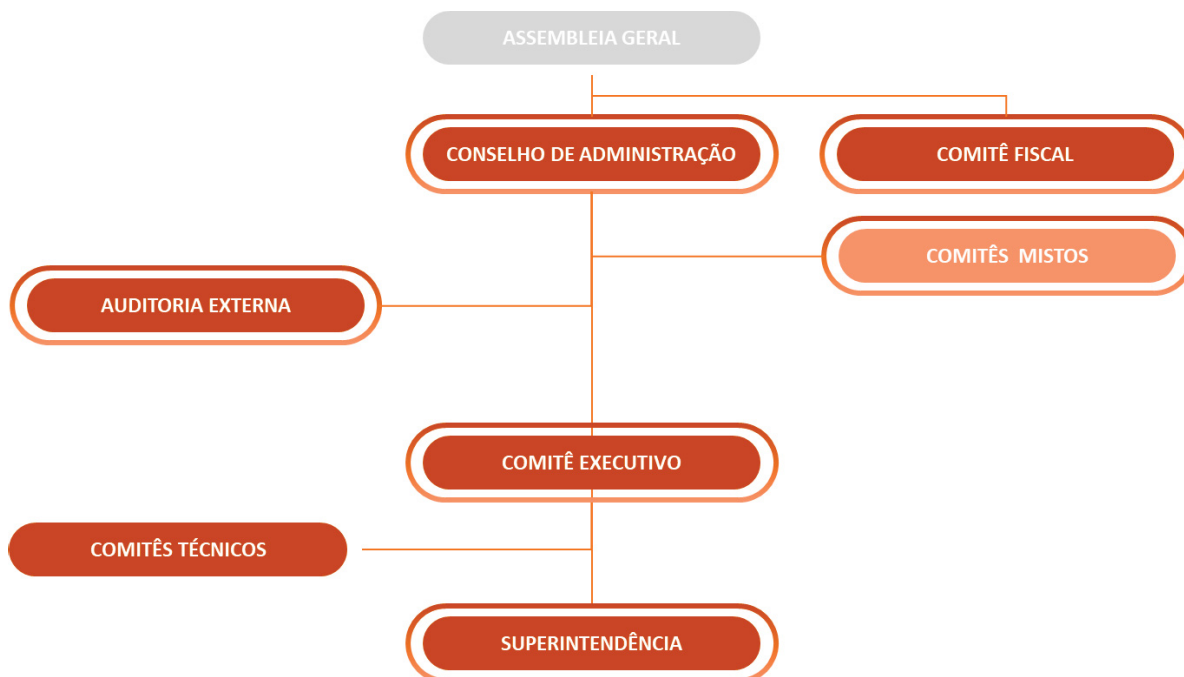 ASSEMBLEIA GERAL
CONSELHO DE ADMINISTRAÇÃO
COMITÊ FISCAL
COMITÊS MISTOS
AUDITORIA EXTERNA
COMITÊ EXECUTIVO
COMITÊS TÉCNICOS
SUPERINTENDÊNCIA